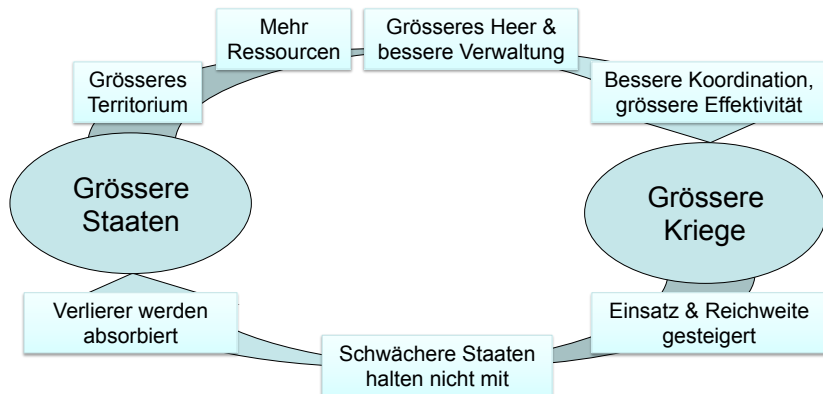 Mehr
Ressourcen
Grösseres Heer &
bessere Verwaltung
Grösseres
Territorium
Bessere Koordination,
grössere Effektivität
Grössere
Staaten
Grössere
Kriege
Verlierer werden
absorbiert
Einsatz & Reichweite
gesteigert
Schwächere Staaten
halten nicht mit